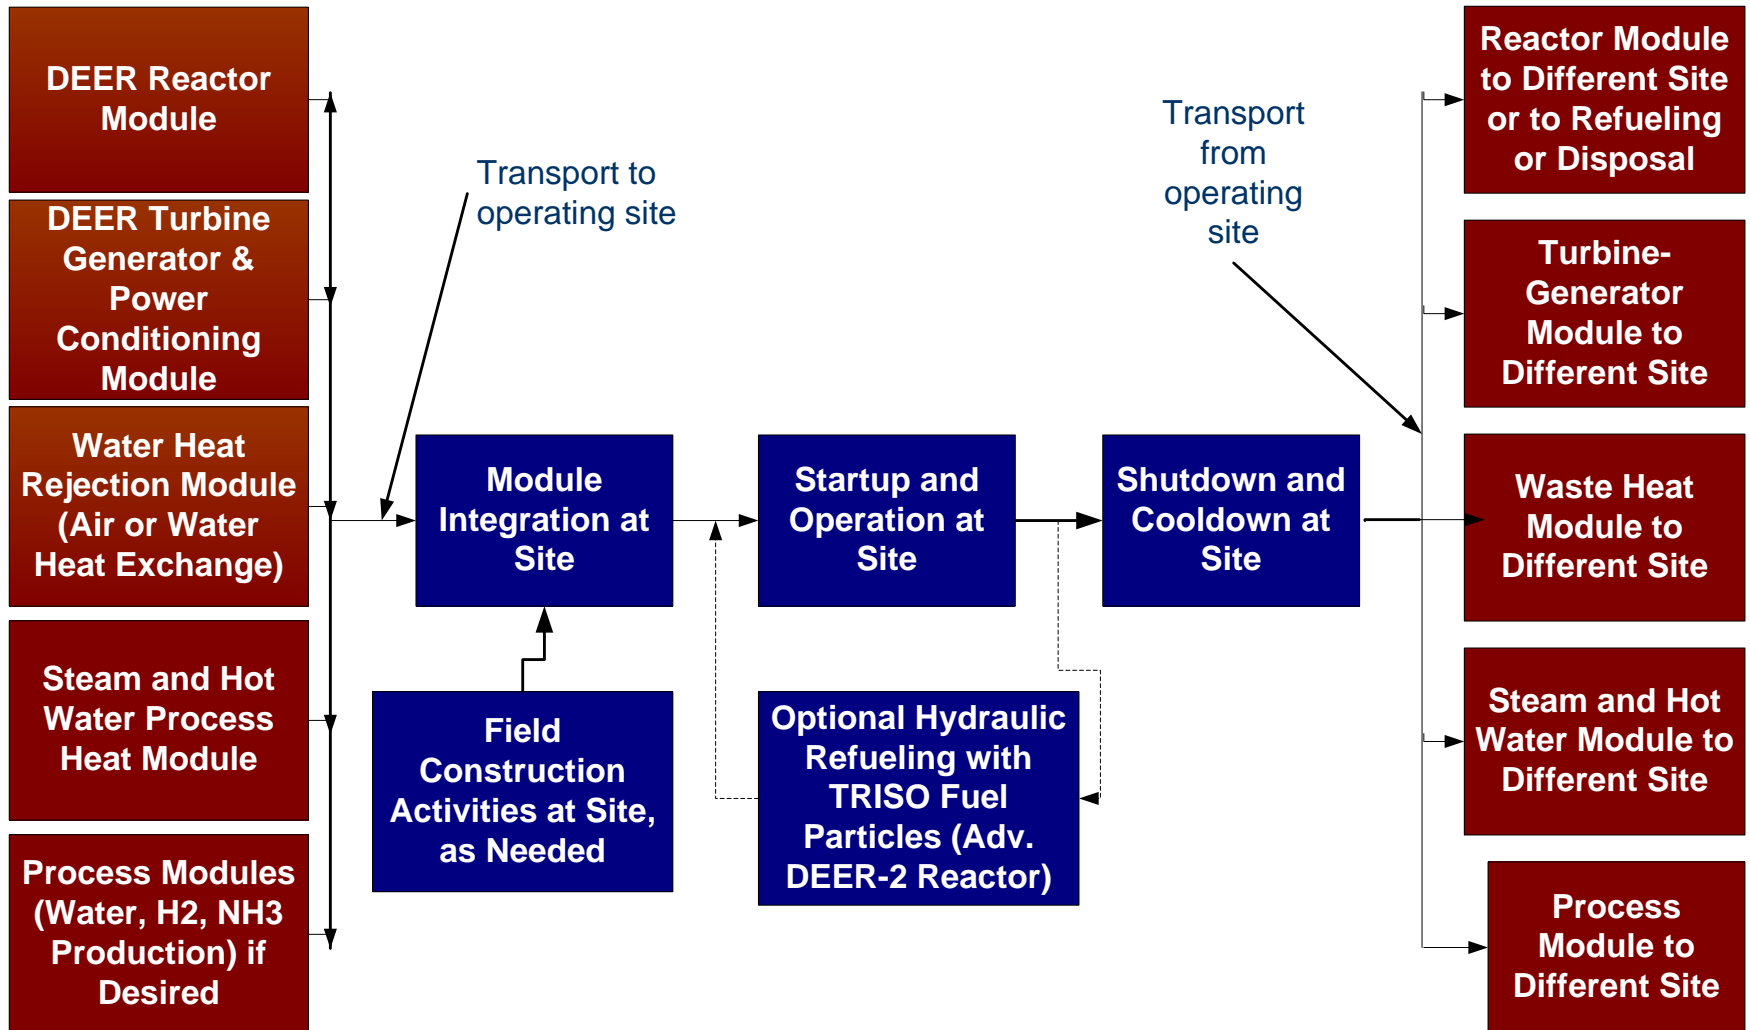 DEER Reactor
Module
DEER Turbine
Generator &
Power
Conditioning
Module
Water Heat
Rejection Module
(Air or Water
Heat Exchange)
Steam and Hot
Water Process
Heat Module
Process Modules
(Water, H2, NH3
Production) if
Desired
Transport to
operating site
Module
Integration at
Site
Field
Construction
Activities at Site,
as Needed
Startup and
Operation at
Site
Optional Hydraulic
Refueling with
TRISO Fuel
Particles (Adv.
DEER-2 Reactor)
Shutdown and
Cooldown at
Site
Transport
from
operating
site
Reactor Module
to Different Site
or to Refueling
or Disposal
Turbine-
Generator
Module to
Different Site
Waste Heat
Module to
Different Site
Steam and Hot
Water Module to
Different Site
Process
Module to
Different Site